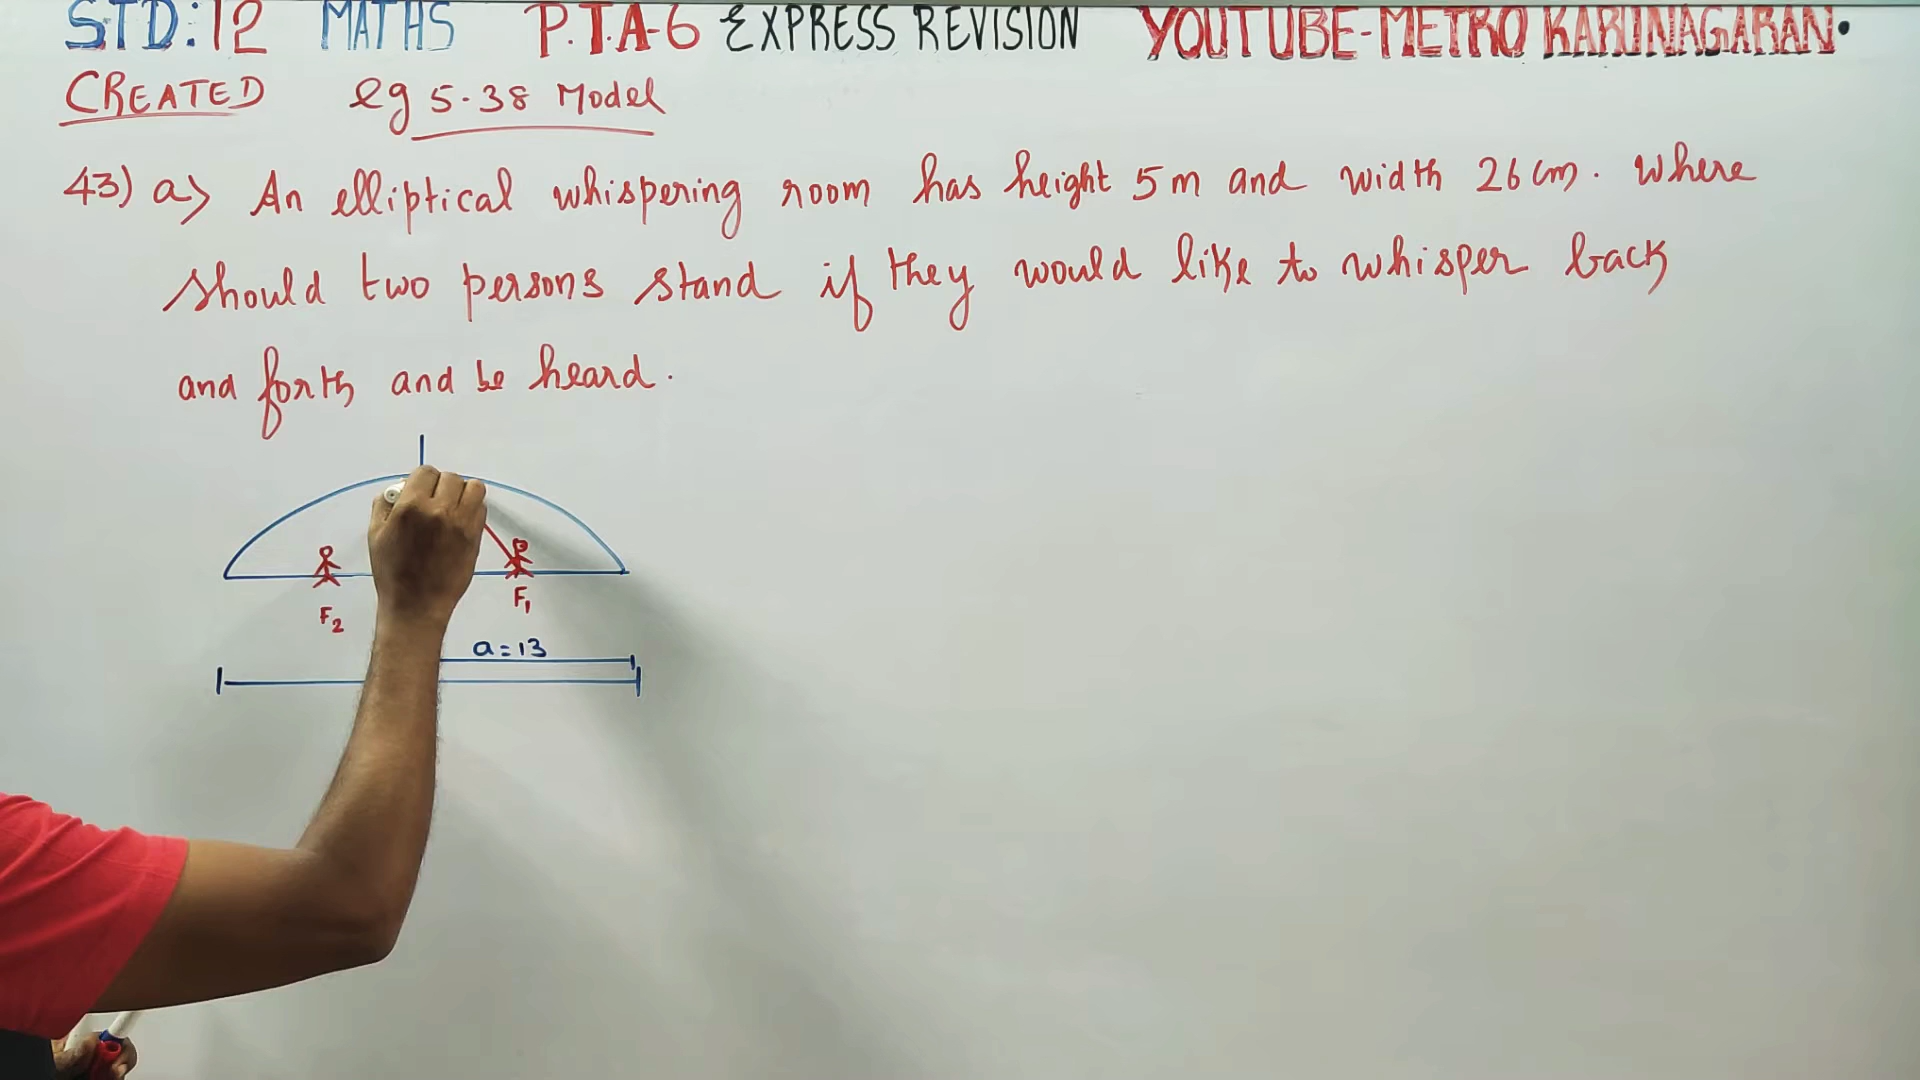 STD:12 MATHS P.T.A-6 EXPRESS REVISION YOUTUBE-METRO KARUNAGARAN.
CREATED eg 5.38 Model
43) a) An elliptical whispering room has height 5m and width 26 cm. Where
should two persons stand if they would like to whisper back
and forth and be heard.
F2 F1
a=13